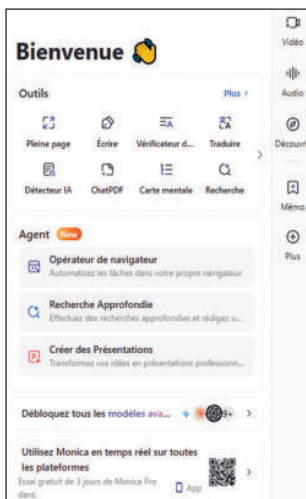 Bienvenue
Outils
Plus
Pleine page
Écrire
Vérificateur d...
Traduire
Détecteur IA
ChatPDF
Carte mentale
Recherche
Agent New
Opérateur de navigateur
Automatisez les tâches dans votre propre navigateur
Recherche Approfondie
Effectuez des recherches approfondies et rédigez u...
Créer des Présentations
Transformez vos idées en présentations professionn...
Débloquez tous les modèles ava...
9+
Utilisez Monica en temps réel sur toutes
les plateformes
Essai gratuit de 3 jours de Monica Pro
dans
App
Vidéo
Audio
Découvri
Mémo
Plus